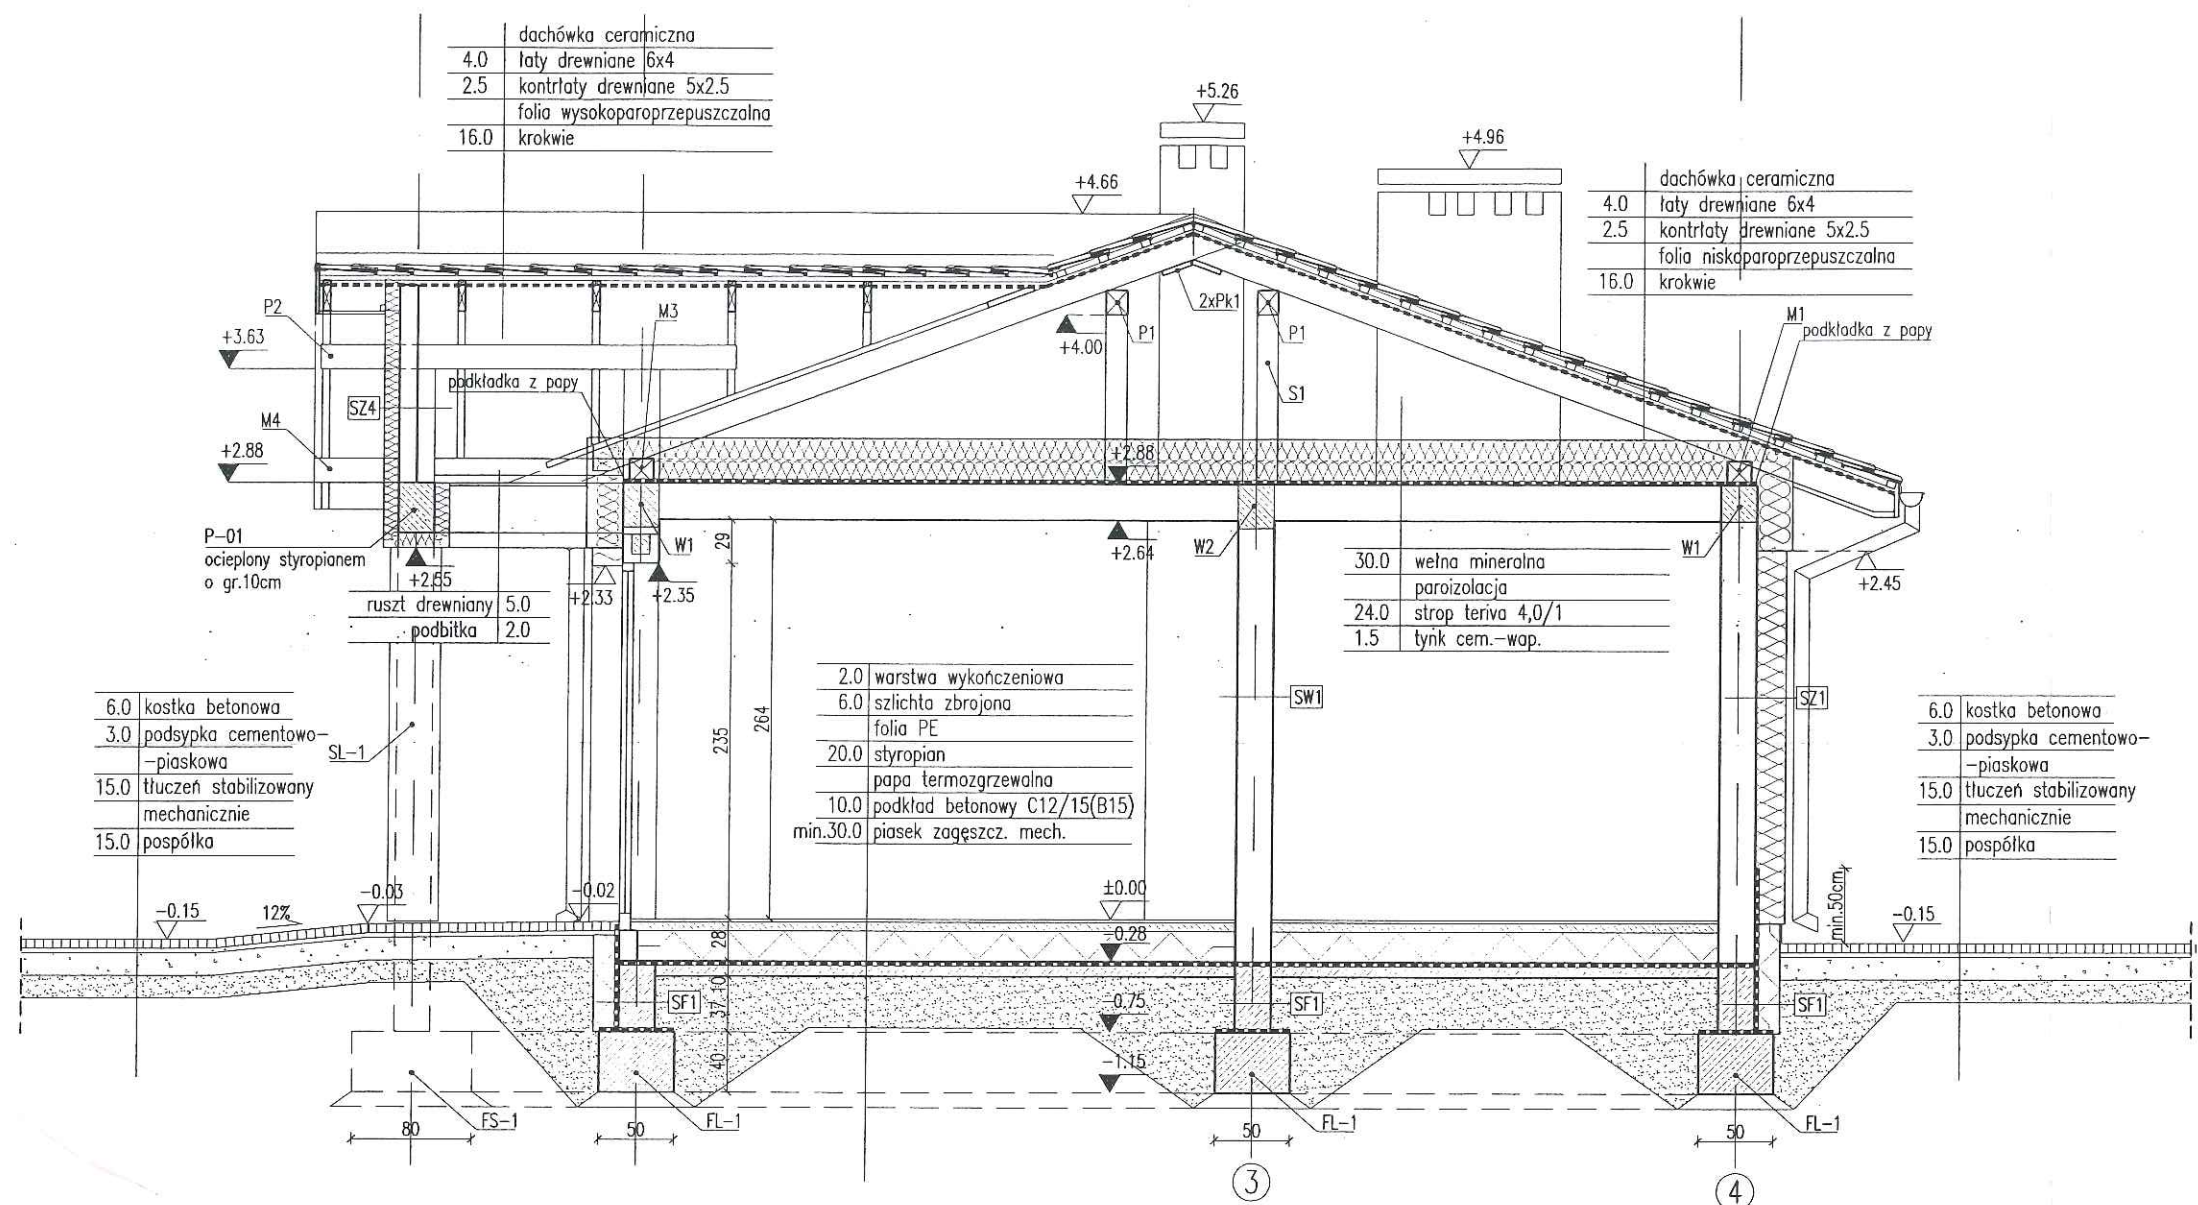 dachówka ceramiczna
4.0 łaty drewniane 6x4
2.5 kontrłaty drewniane 5x2.5
folia wysokoparoprzepuszczalna
16.0 krokwie
+5.26
+4.96
+4.66
dachówka ceramiczna
4.0 łaty drewniane 6x4
2.5 kontrłaty drewniane 5x2.5
folia niskoparoprzepuszczalna
16.0 krokwie
P2
M3
2xPk1
M1
podkładka z papy
+3.63
+4.00
P1
P1
podkładka z papy
S1
SZ4
M4
+2.88
+2.88
P-01
ocieplony styropianem
o gr.10cm
+2.55
+2.33
+2.35
W1
29
+2.64
W2
W1
+2.45
30.0 wełna mineralna
paroizolacja
24.0 strop teriva 4,0/1
1.5 tynk cem.-wap.
ruszt drewniany 5.0
podbitka 2.0
2.0 warstwa wykończeniowa
6.0 szlichta zbrojona
folia PE
20.0 styropian
papa termozgrzewalna
10.0 podkład betonowy C12/15(B15)
min.30.0 piasek zagęszcz. mech.
235
264
SW1
SZ1
6.0 kostka betonowa
3.0 podsypka cementowo-
-piaskowa
15.0 tłuczeń stabilizowany
mechanicznie
15.0 pospółka
SL-1
6.0 kostka betonowa
3.0 podsypka cementowo-
-piaskowa
15.0 tłuczeń stabilizowany
mechanicznie
15.0 pospółka
-0.15
12%
-0.03
-0.02
±0.00
min.50cm
-0.15
28
-0.28
10
37
SF1
-0.75
SF1
SF1
40
-1.15
FS-1
FL-1
FL-1
FL-1
80
50
50
50
3
4